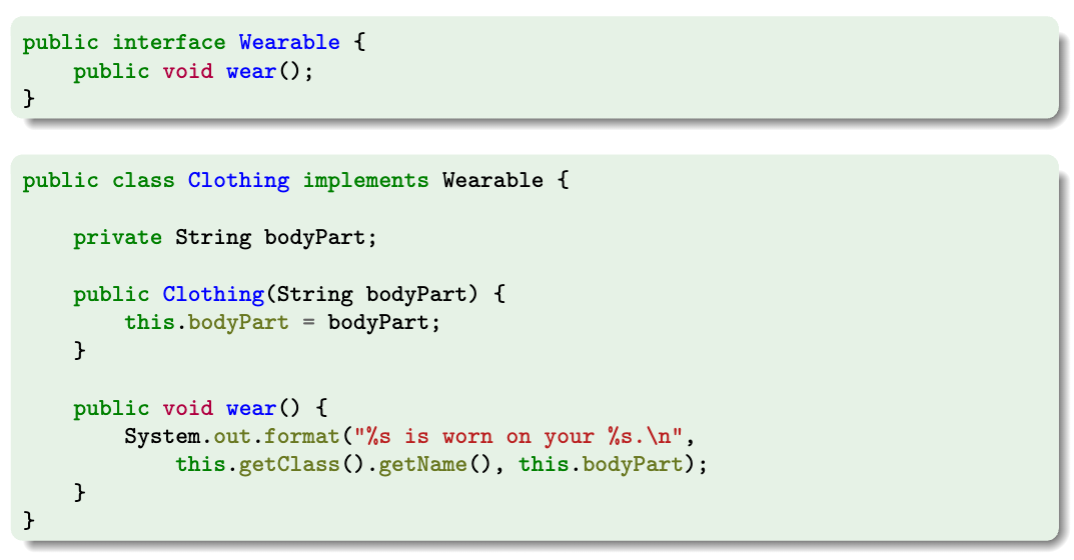 public interface Wearable {
    public void wear();
}
public class Clothing implements Wearable {
    private String bodyPart;
    public Clothing(String bodyPart) {
        this.bodyPart = bodyPart;
    }
    public void wear() {
        System.out.format("%s is worn on your %s.\n",
            this.getClass().getName(), this.bodyPart);
    }
}